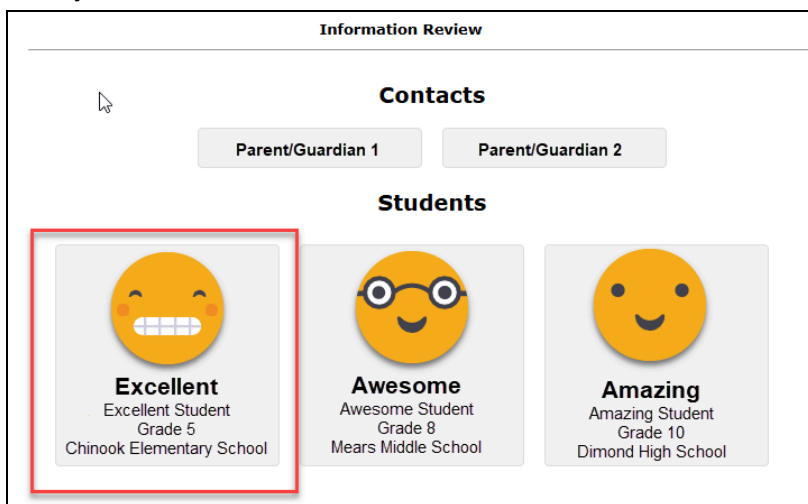 Information Review
Contacts
Parent/Guardian 1
Parent/Guardian 2
Students
Excellent
Excellent Student
Grade 5
Chinook Elementary School
Awesome
Awesome Student
Grade 8
Mears Middle School
Amazing
Amazing Student
Grade 10
Dimond High School